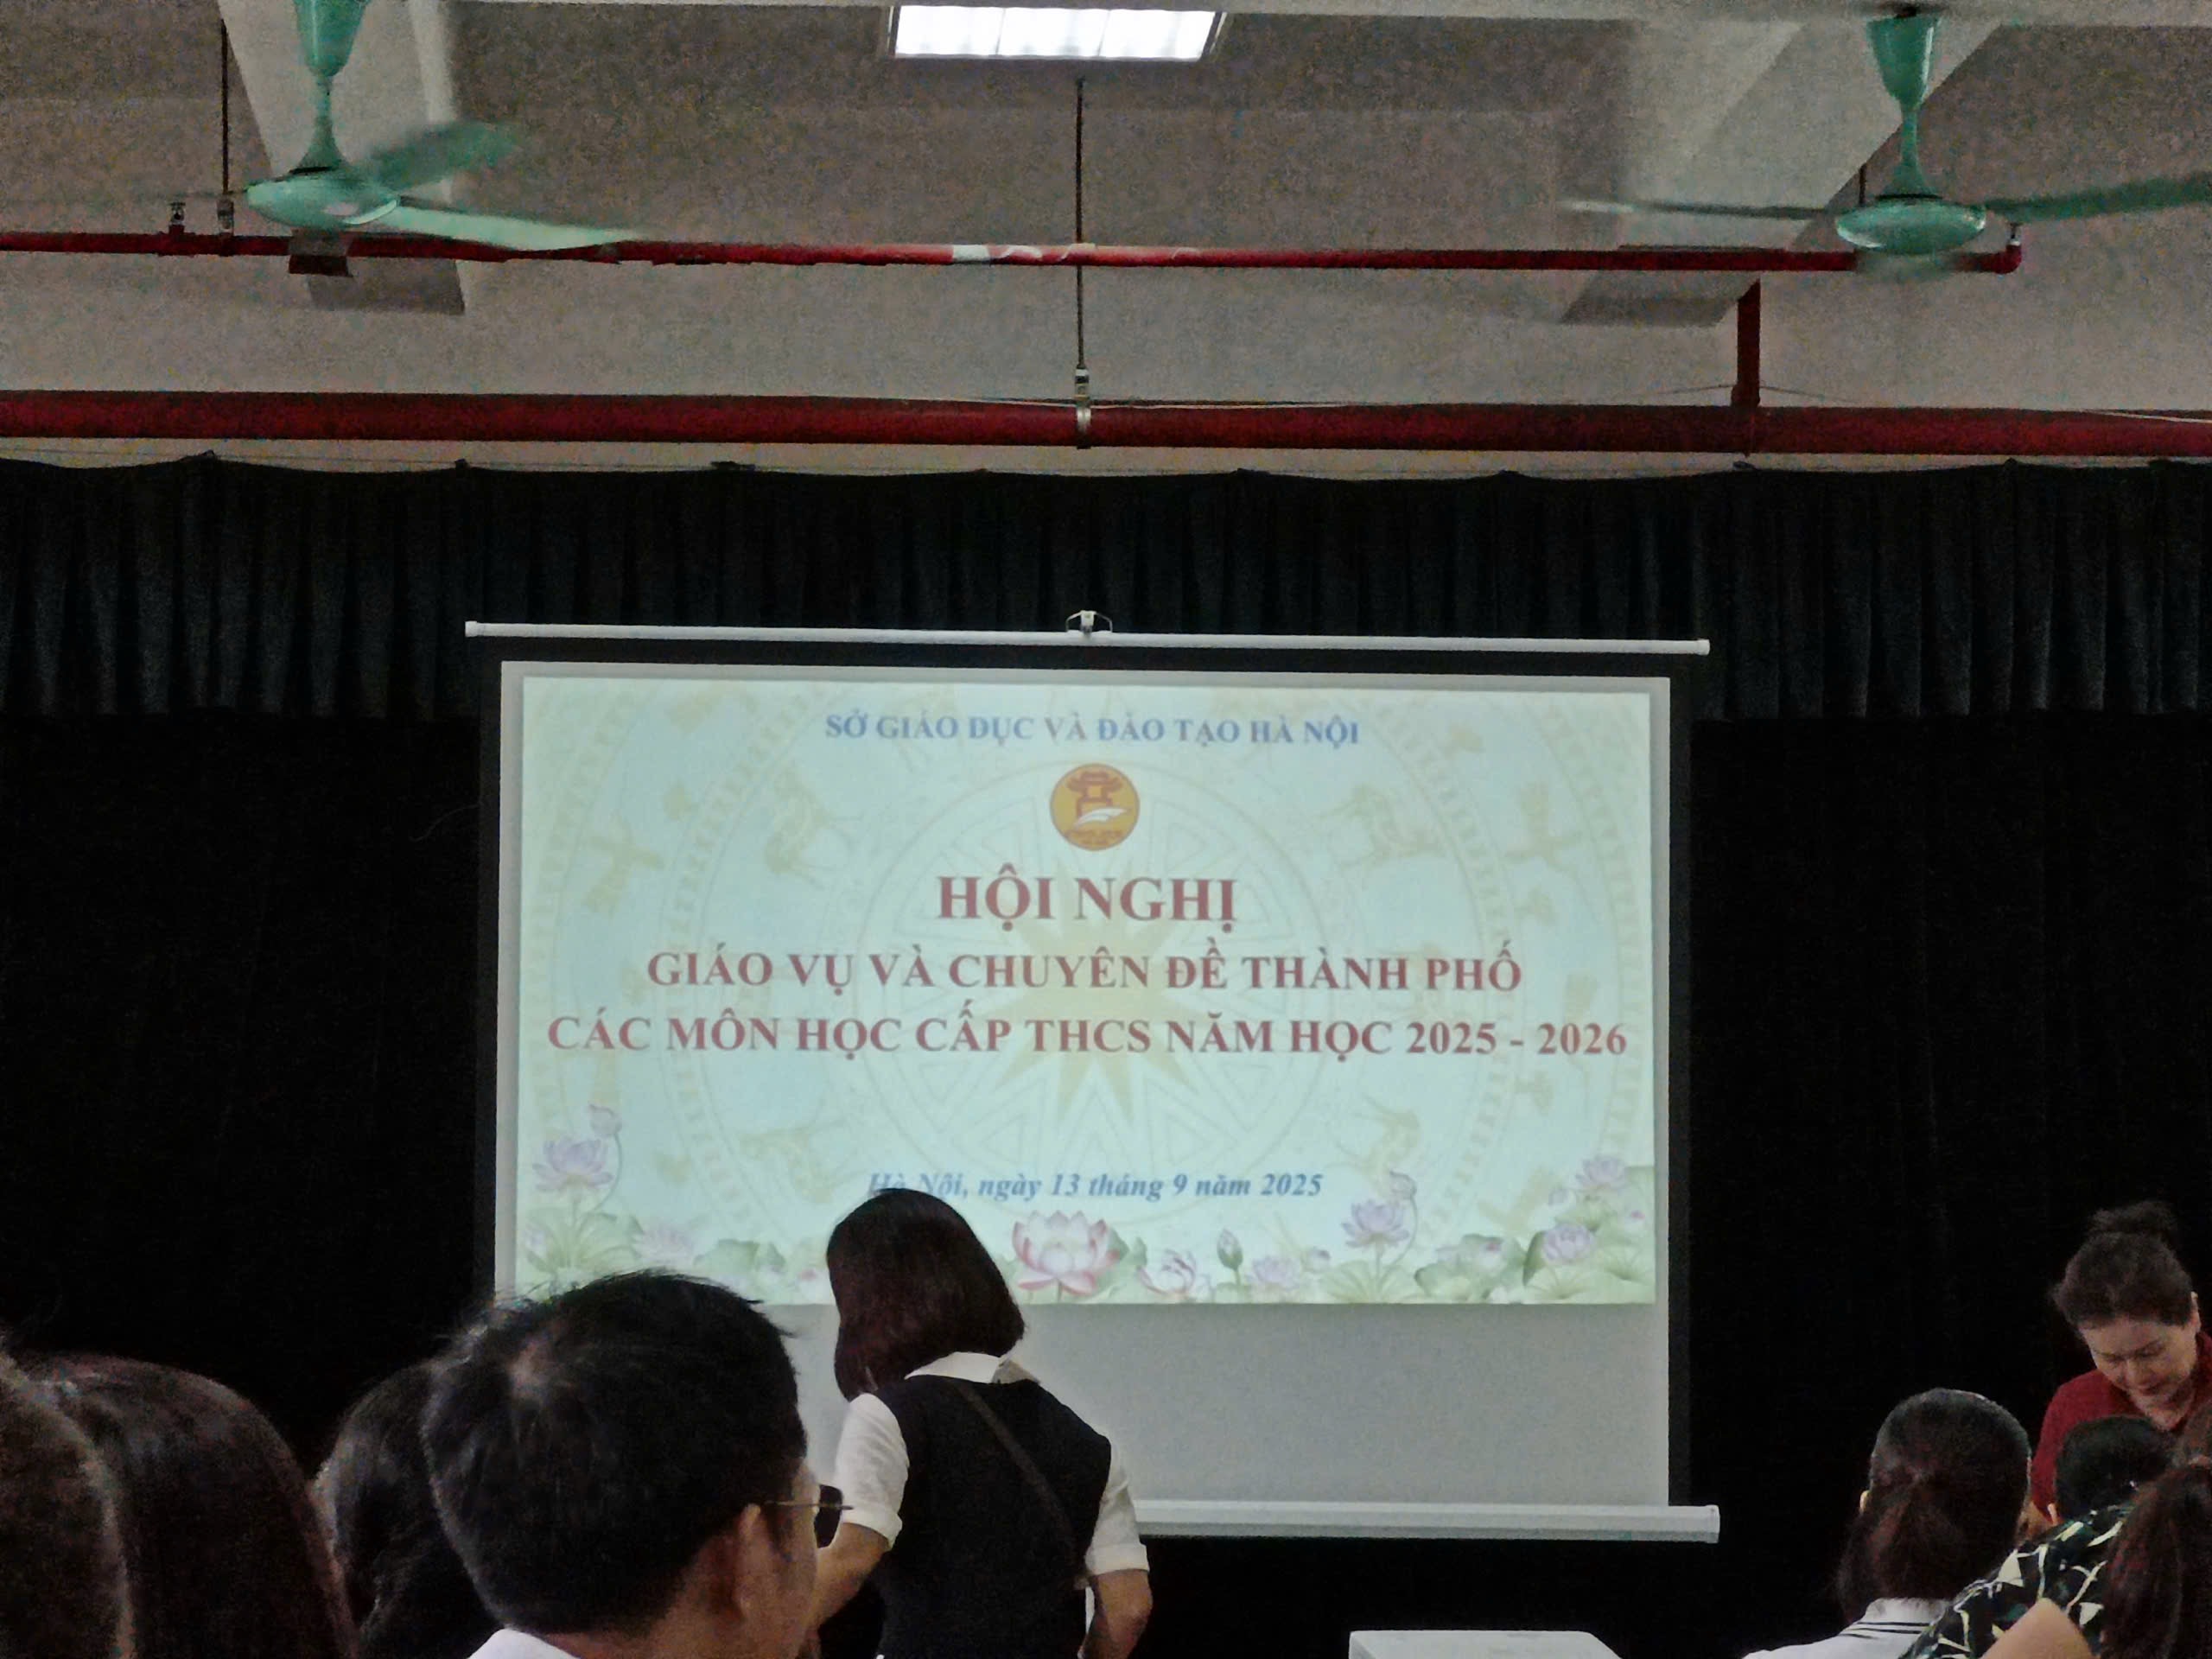 SỞ GIÁO DỤC VÀ ĐÀO TẠO HÀ NỘI
HỘI NGHỊ
GIÁO VỤ VÀ CHUYÊN ĐỀ THÀNH PHỐ
CÁC MÔN HỌC CẤP THCS NĂM HỌC 2025 - 2026
Hà Nội, ngày 13 tháng 9 năm 2025